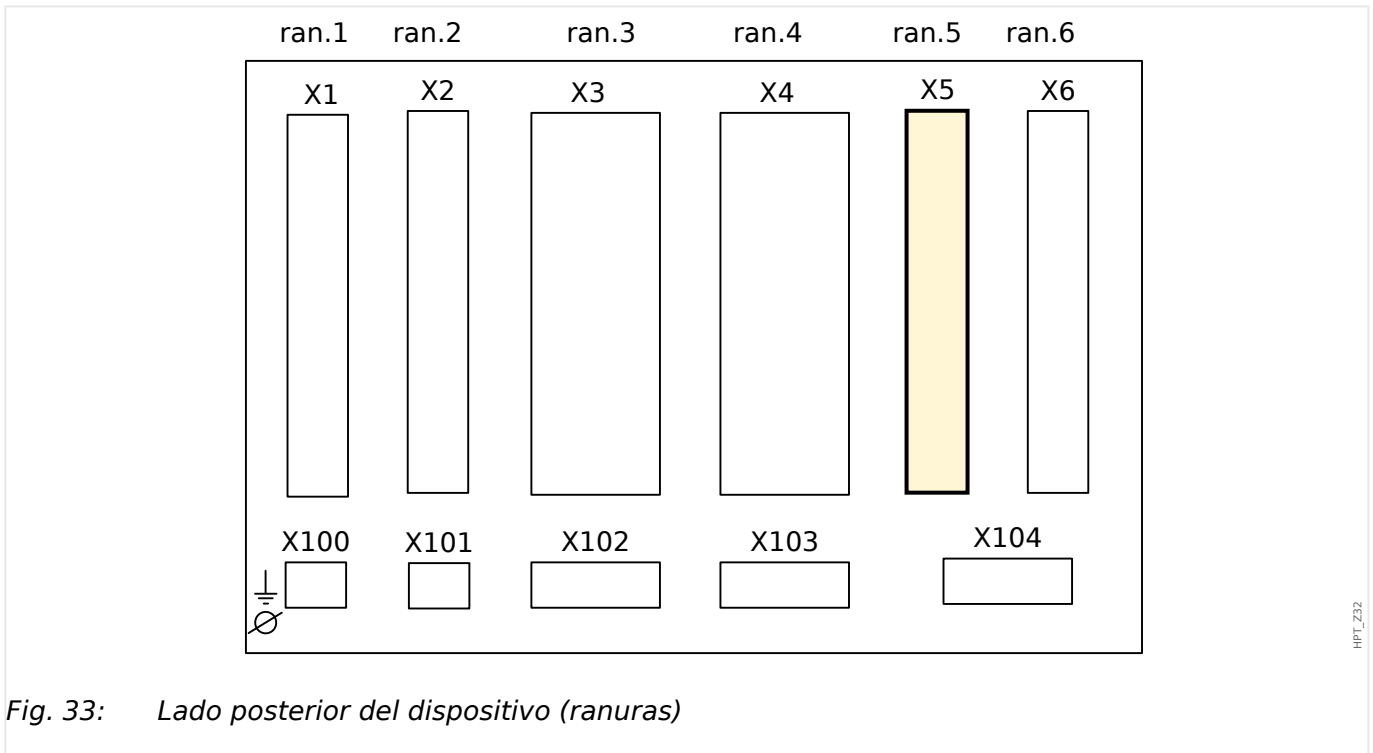 ran.1 ran.2 ran.3 ran.4 ran.5 ran.6
X1 X2 X3 X4 X5 X6
X100 X101 X102 X103 X104
HPT_Z32
Fig. 33: Lado posterior del dispositivo (ranuras)